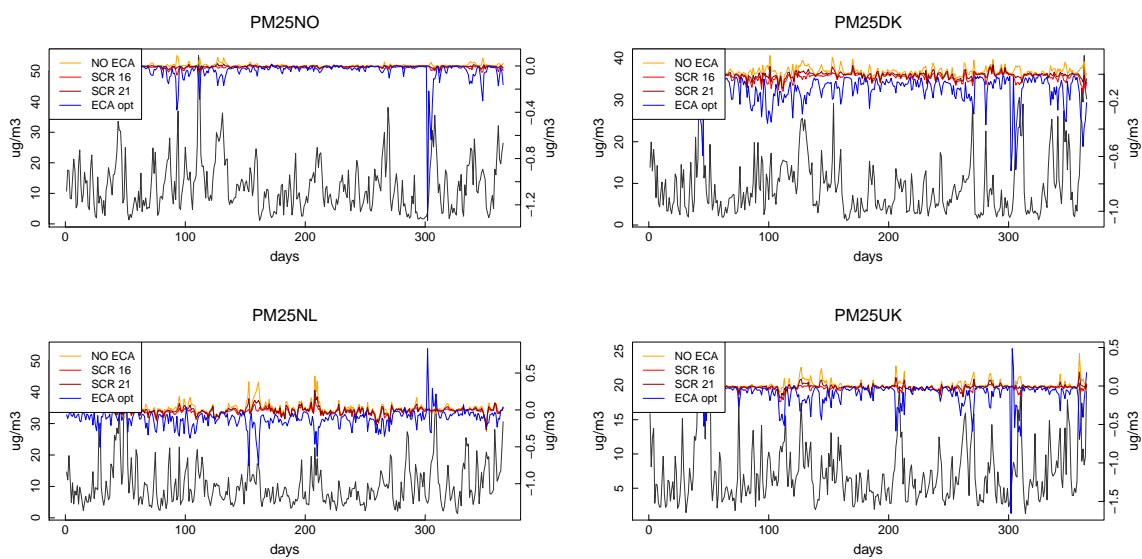 PM25NO
NO ECA
SCR 16
SCR 21
ECA opt
ug/m3
0 10 20 30 40 50
0.0 −0.4 −0.8 −1.2
ug/m3
0 100 200 300
days
PM25DK
NO ECA
SCR 16
SCR 21
ECA opt
ug/m3
0 10 20 30 40
−0.2 −0.6 −1.0
ug/m3
0 100 200 300
days
PM25NL
NO ECA
SCR 16
SCR 21
ECA opt
ug/m3
0 10 20 30 40 50
0.5 0.0 −0.5 −1.0
ug/m3
0 100 200 300
days
PM25UK
NO ECA
SCR 16
SCR 21
ECA opt
ug/m3
5 10 15 20 25
0.5 0.0 −0.5 −1.0 −1.5
ug/m3
0 100 200 300
days